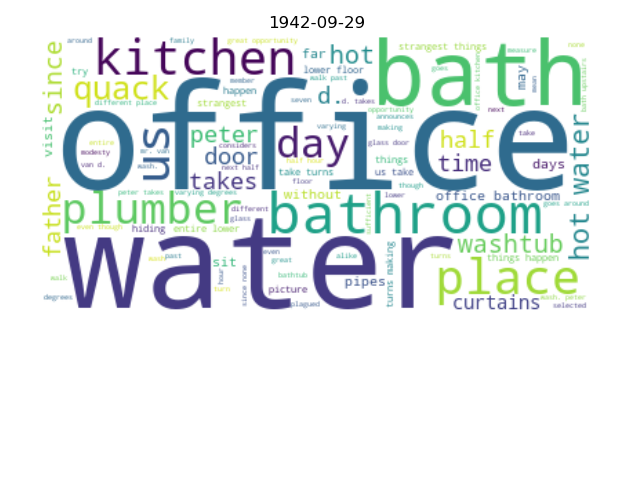 1942-09-29
around
family
great opportunity
strangest things
measure
none
kitchen
far
hot
bath
since
try
quack
lower floor
walk past
goes
office kitchen
bath upstairs
different place
strangest
member
happen
d.
d. takes
may
mean
office
opportunity
announces
next
visit
entire
modesty
us
peter
door
takes
day
seven
varying
making
half
time
glass door
things
take
days
hot water
mr. van
van d.
mash.
considers
next half
half hour
take turns
us take
though
floor
lower
without
office bathroom
father
peter takes
varying degrees
plumber
bathroom
different
glass
sufficient
goes around
even though
hiding
entire lower
water
washtub
things happen
wash
past
sit
even
great
alike
bathtub
hour
turn
since none
picture
plagued
pipes
turns making
place
turns
curtains
walk
degrees
wash. peter
selected